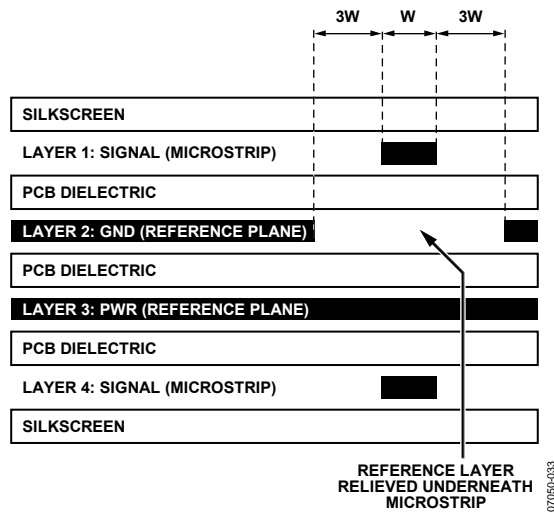 3W W 3W
SILKSCREEN
LAYER 1: SIGNAL (MICROSTRIP)
PCB DIELECTRIC
LAYER 2: GND (REFERENCE PLANE)
PCB DIELECTRIC
LAYER 3: PWR (REFERENCE PLANE)
PCB DIELECTRIC
LAYER 4: SIGNAL (MICROSTRIP)
SILKSCREEN
REFERENCE LAYER
RELIEVED UNDERNEATH
MICROSTRIP
07050-033